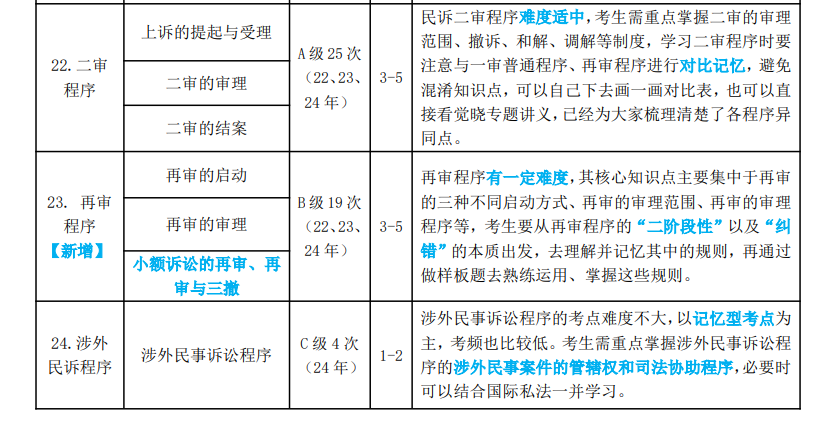 22.二审
程序
上诉的提起与受理
二审的审理
二审的结案
A 级 25 次
（22、23、
24 年）
3-5
民诉二审程序难度适中，考生需重点掌握二审的审理
范围、撤诉、和解、调解等制度，学习二审程序时要
注意与一审普通程序、再审程序进行对比记忆，避免
混淆知识点，可以自己下去画一画对比表，也可以直
接看觉晓专题讲义，已经为大家梳理清楚了各程序异
同点。
23. 再审
程序
【新增】
再审的启动
再审的审理
小额诉讼的再审、再
审与三撤
B 级 19 次
（22、23、
24 年）
3-5
再审程序有一定难度，其核心知识点主要集中于再审
的三种不同启动方式、再审的审理范围、再审的审理
程序等，考生要从再审程序的“二阶段性”以及“纠
错”的本质出发，去理解并记忆其中的规则，再通过
做样板题去熟练运用、掌握这些规则。
24.涉外
民诉程序
涉外民事诉讼程序
C 级 4 次
（24 年）
1-2
涉外民事诉讼程序的考点难度不大，以记忆型考点为
主，考频也比较低。考生需重点掌握涉外民事诉讼程
序的涉外民事案件的管辖权和司法协助程序，必要时
可以结合国际私法一并学习。